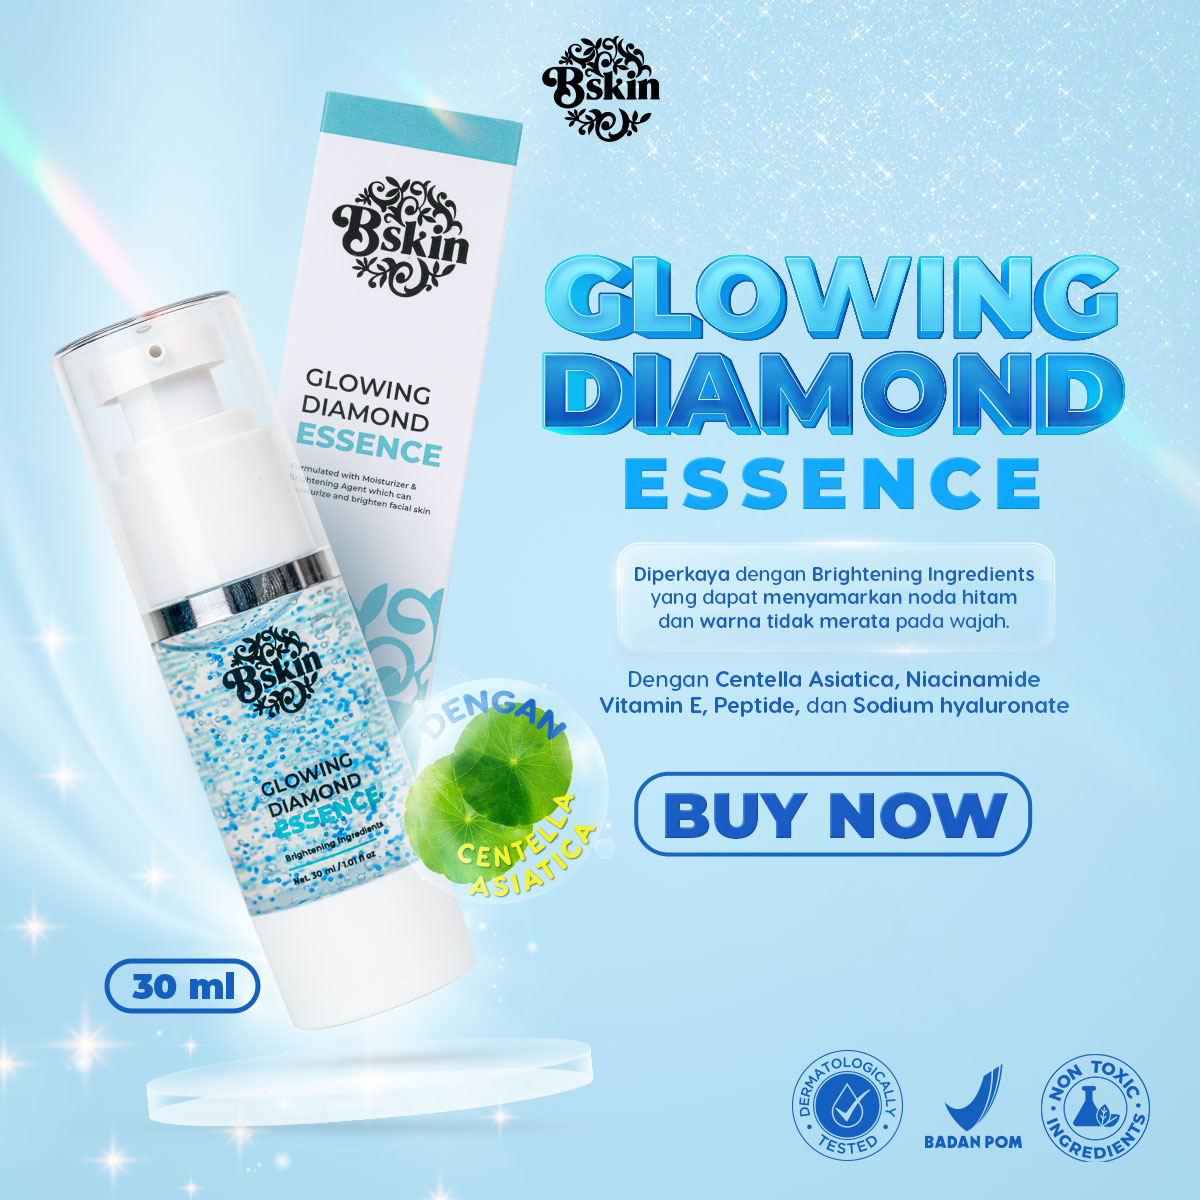 Bskin
Bskin
GLOWING
DIAMOND
ESSENCE
Formulated with Moisturizer &
Brightening Agent which can
moisturize and brighten facial skin
GLOWING
DIAMOND
ESSENCE
Diperkaya dengan Brightening Ingredients
yang dapat menyamarkan noda hitam
dan warna tidak merata pada wajah.
Dengan Centella Asiatica, Niacinamide
Vitamin E, Peptide, dan Sodium hyaluronate
Bskin
GLOWING
DIAMOND
ESSENCE
Brightening Ingredients
Net. 30 ml / 1.01 fl oz
DENGAN
CENTELLA
ASIATICA
BUY NOW
30 ml
DERMATOLOGICALLY
TESTED
BADAN POM
NON TOXIC
INGREDIENTS